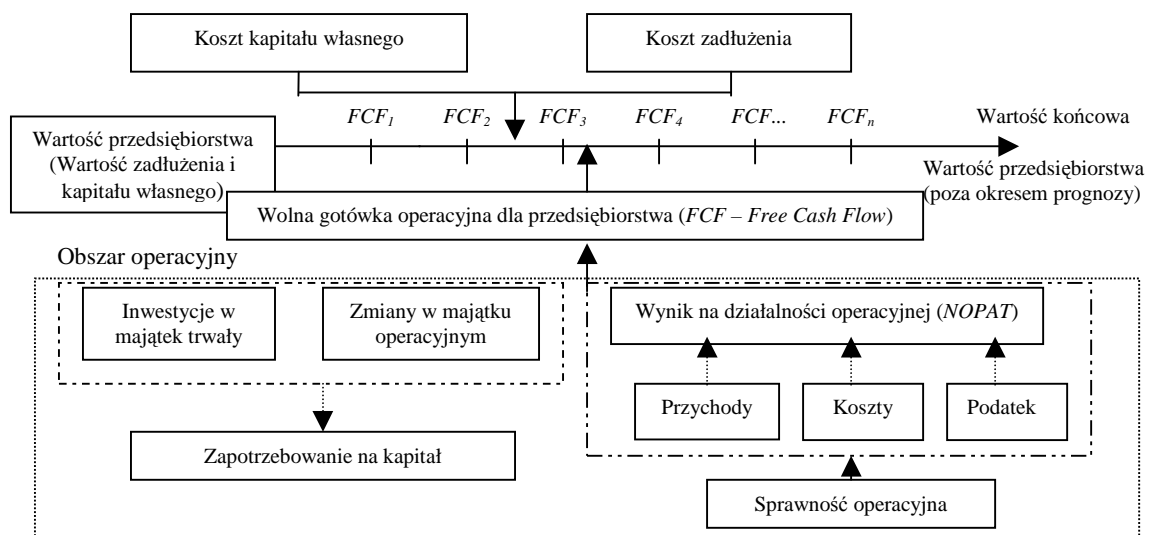 Koszt kapitału własnego
Koszt zadłużenia
FCF1
FCF2
FCF3
FCF4
FCF...
FCFn
Wartość końcowa
Wartość przedsiębiorstwa
(Wartość zadłużenia i
kapitału własnego)
Wartość przedsiębiorstwa
(poza okresem prognozy)
Wolna gotówka operacyjna dla przedsiębiorstwa (FCF – Free Cash Flow)
Obszar operacyjny
Inwestycje w
majątek trwały
Zmiany w majątku
operacyjnym
Wynik na działalności operacyjnej (NOPAT)
Przychody
Koszty
Podatek
Zapotrzebowanie na kapitał
Sprawność operacyjna